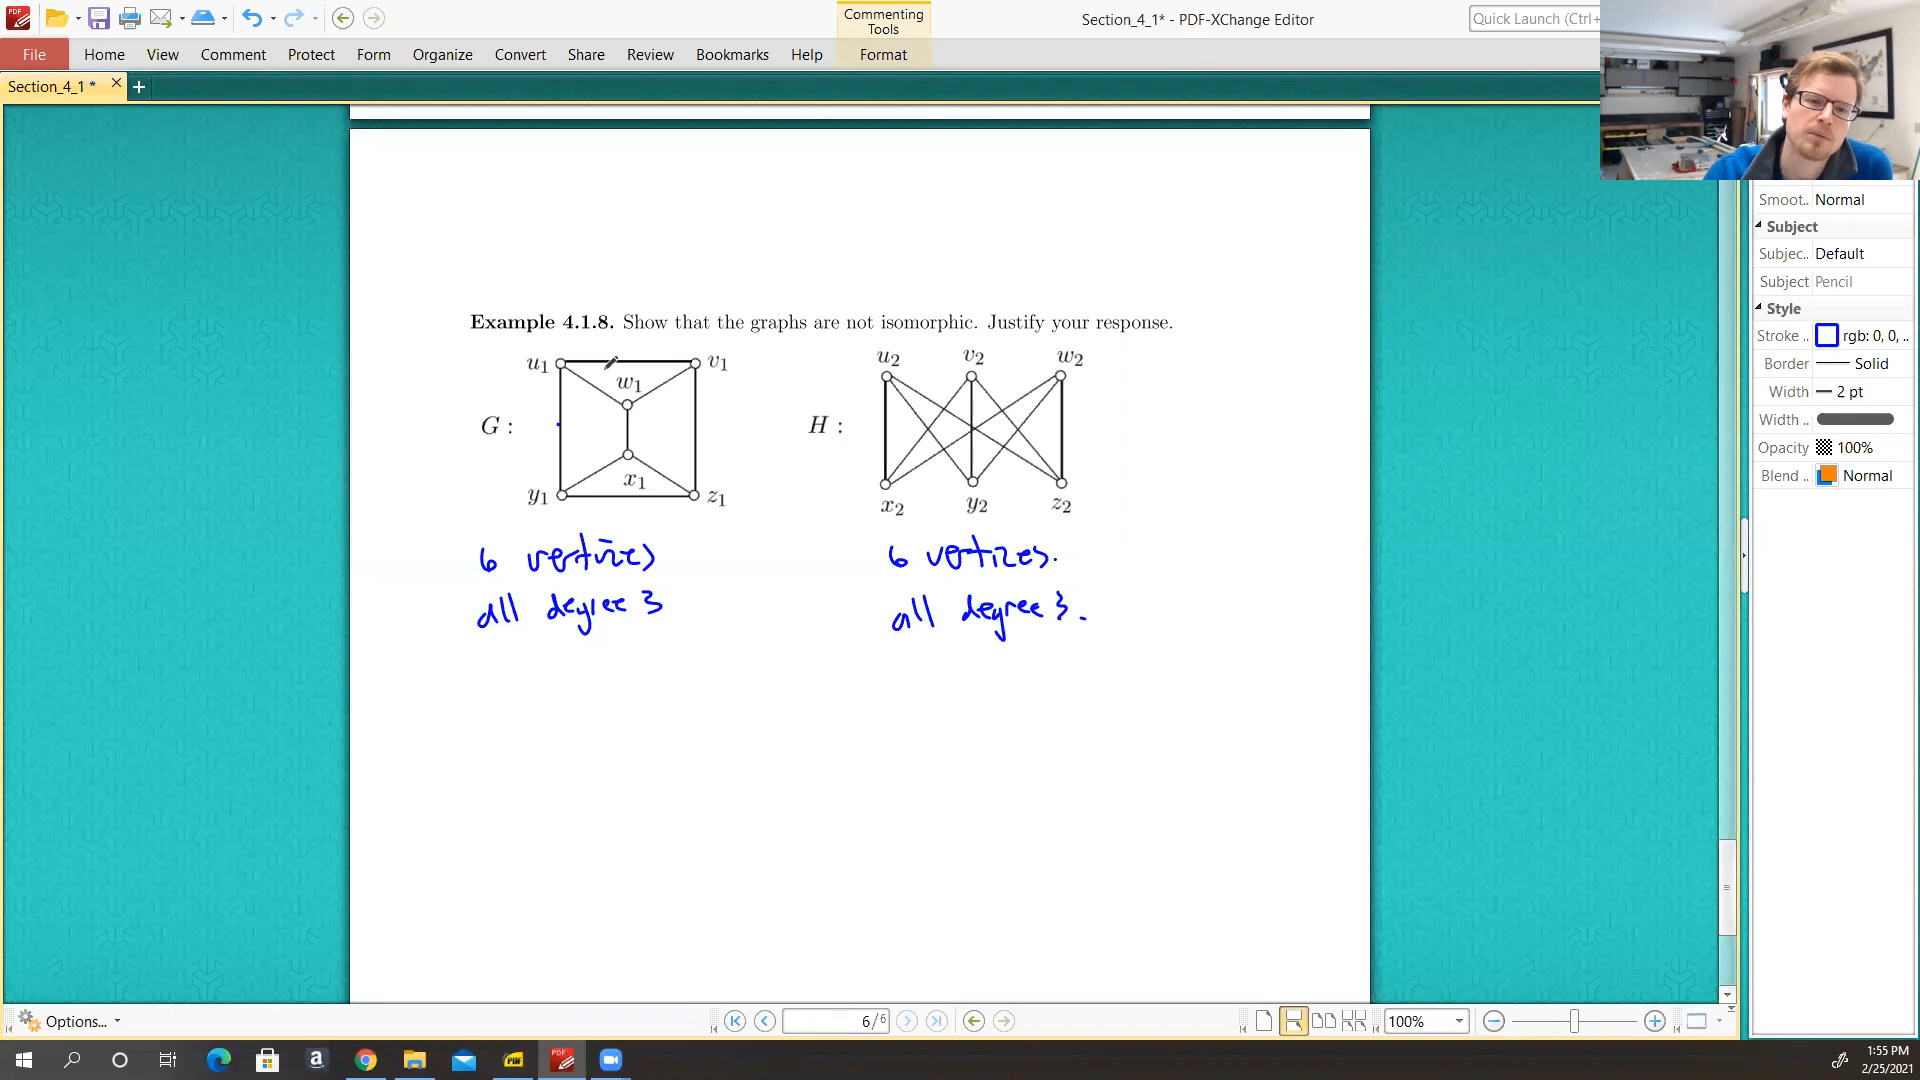 Commenting
Tools
Section_4_1* - PDF-XChange Editor
Quick Launch (Ctrl+
File Home View Comment Protect Form Organize Convert Share Review Bookmarks Help Format
Section_4_1 *
Smoot.. Normal
Subject
Subjec.. Default
Subject Pencil
Style
Stroke .. rgb: 0, 0, ..
Border Solid
Width 2 pt
Width ..
Opacity 100%
Blend .. Normal
Example 4.1.8. Show that the graphs are not isomorphic. Justify your response.
u1 v1 u2 v2 w2
w1
G : H :
x1
y1 z1 x2 y2 z2
6 vertices 6 vertices.
all degree 3 all degree 3.
Options...
6/6
100%
1:55 PM
2/25/2021